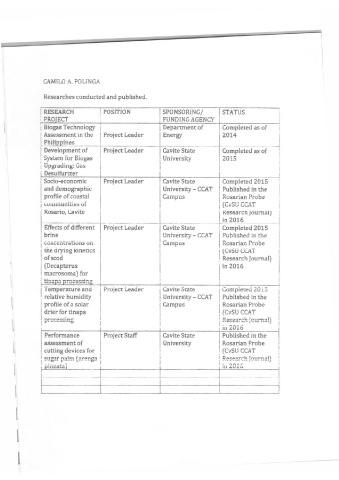 CAMILO A. POLINGA
Researches conducted and published.
RESEARCH PROJECT | POSITION | SPONSORING/ FUNDING AGENCY | STATUS
Biogas Technology Assessment in the Philippines | Project Leader | Department of Energy | Completed as of 2014
Development of System for Biogas Upgrading: Gas Desulfurizer | Project Leader | Cavite State University | Completed as of 2015
Socio-economic and demographic profile of coastal communities of Rosario, Cavite | Project Leader | Cavite State University – CCAT Campus | Completed 2015 Published in the Rosarian Probe (CvSU CCAT Research Journal) in 2016
Effects of different brine concentrations on the drying kinetics of scad (Decapterus macrosoma) for tinapa processing | Project Leader | Cavite State University – CCAT Campus | Completed 2015 Published in the Rosarian Probe (CvSU CCAT Research Journal) in 2016
Temperature and relative humidity profile of a solar drier for tinapa processing | Project Leader | Cavite State University – CCAT Campus | Completed 2015 Published in the Rosarian Probe (CvSU CCAT Research Journal) in 2016
Performance assessment of cutting devices for sugar palm (arenga pinnata) | Project Staff | Cavite State University | Published in the Rosarian Probe (CvSU CCAT Research Journal) in 2016